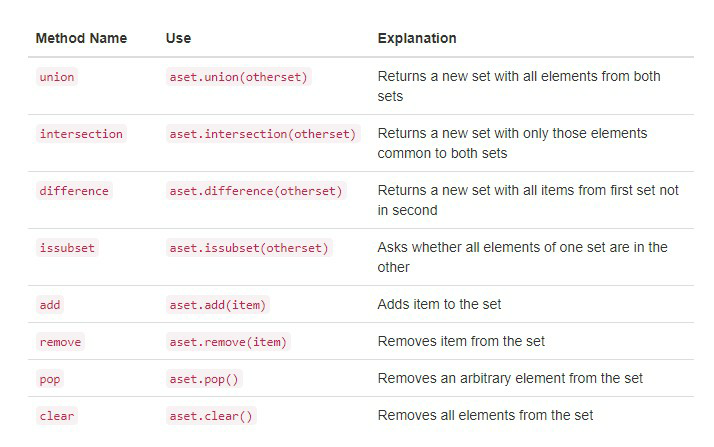 Method Name Use Explanation
union aset.union(otherset) Returns a new set with all elements from both
sets
intersection aset.intersection(otherset) Returns a new set with only those elements
common to both sets
difference aset.difference(otherset) Returns a new set with all items from first set not
in second
issubset aset.issubset(otherset) Asks whether all elements of one set are in the
other
add aset.add(item) Adds item to the set
remove aset.remove(item) Removes item from the set
pop aset.pop() Removes an arbitrary element from the set
clear aset.clear() Removes all elements from the set